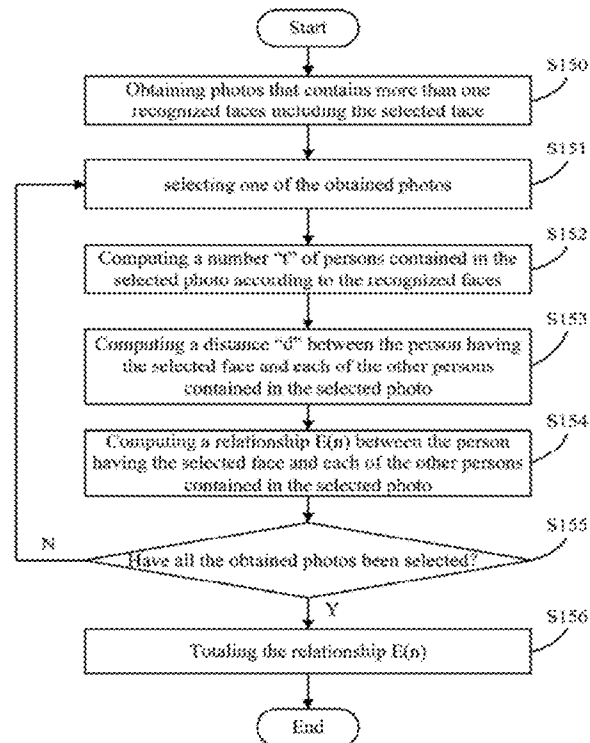 Start
S150
Obtaining photos that contains more than one
recognized faces including the selected face
S151
selecting one of the obtained photos
S152
Computing a number "f" of persons contained in the
selected photo according to the recognized faces
S153
Computing a distance "d" between the person having
the selected face and each of the other persons
contained in the selected photo
S154
Computing a relationship E(n) between the person
having the selected face and each of the other persons
contained in the selected photo
S155
N
Have all the obtained photos been selected?
Y
S156
Totaling the relationship E(n)
End